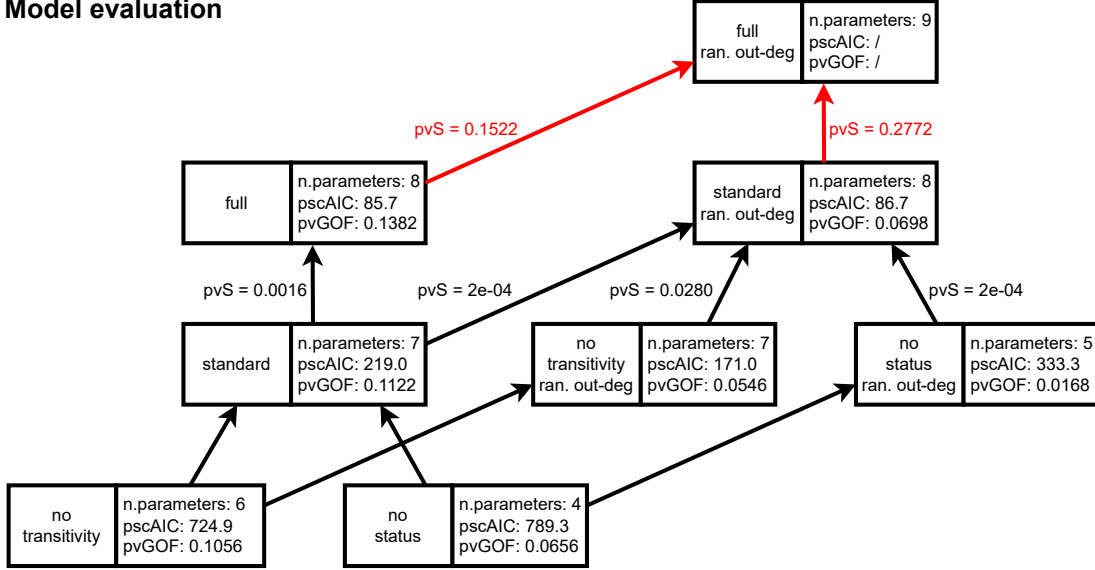 Model evaluation
full
ran. out-deg
n.parameters: 9
pscAIC: /
pvGOF: /
pvS = 0.1522
pvS = 0.2772
full
n.parameters: 8
pscAIC: 85.7
pvGOF: 0.1382
standard
ran. out-deg
n.parameters: 8
pscAIC: 86.7
pvGOF: 0.0698
pvS = 0.0016
pvS = 2e-04
pvS = 0.0280
pvS = 2e-04
standard
n.parameters: 7
pscAIC: 219.0
pvGOF: 0.1122
no
transitivity
ran. out-deg
n.parameters: 7
pscAIC: 171.0
pvGOF: 0.0546
no
status
ran. out-deg
n.parameters: 5
pscAIC: 333.3
pvGOF: 0.0168
no
transitivity
n.parameters: 6
pscAIC: 724.9
pvGOF: 0.1056
no
status
n.parameters: 4
pscAIC: 789.3
pvGOF: 0.0656